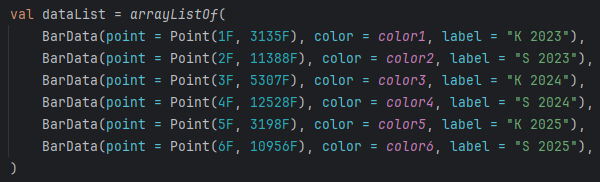 val dataList = arrayListOf(
    BarData(point = Point(1F, 3135F), color = color1, label = "K 2023"),
    BarData(point = Point(2F, 11388F), color = color2, label = "S 2023"),
    BarData(point = Point(3F, 5307F), color = color3, label = "K 2024"),
    BarData(point = Point(4F, 12528F), color = color4, label = "S 2024"),
    BarData(point = Point(5F, 3198F), color = color5, label = "K 2025"),
    BarData(point = Point(6F, 10956F), color = color6, label = "S 2025"),
)